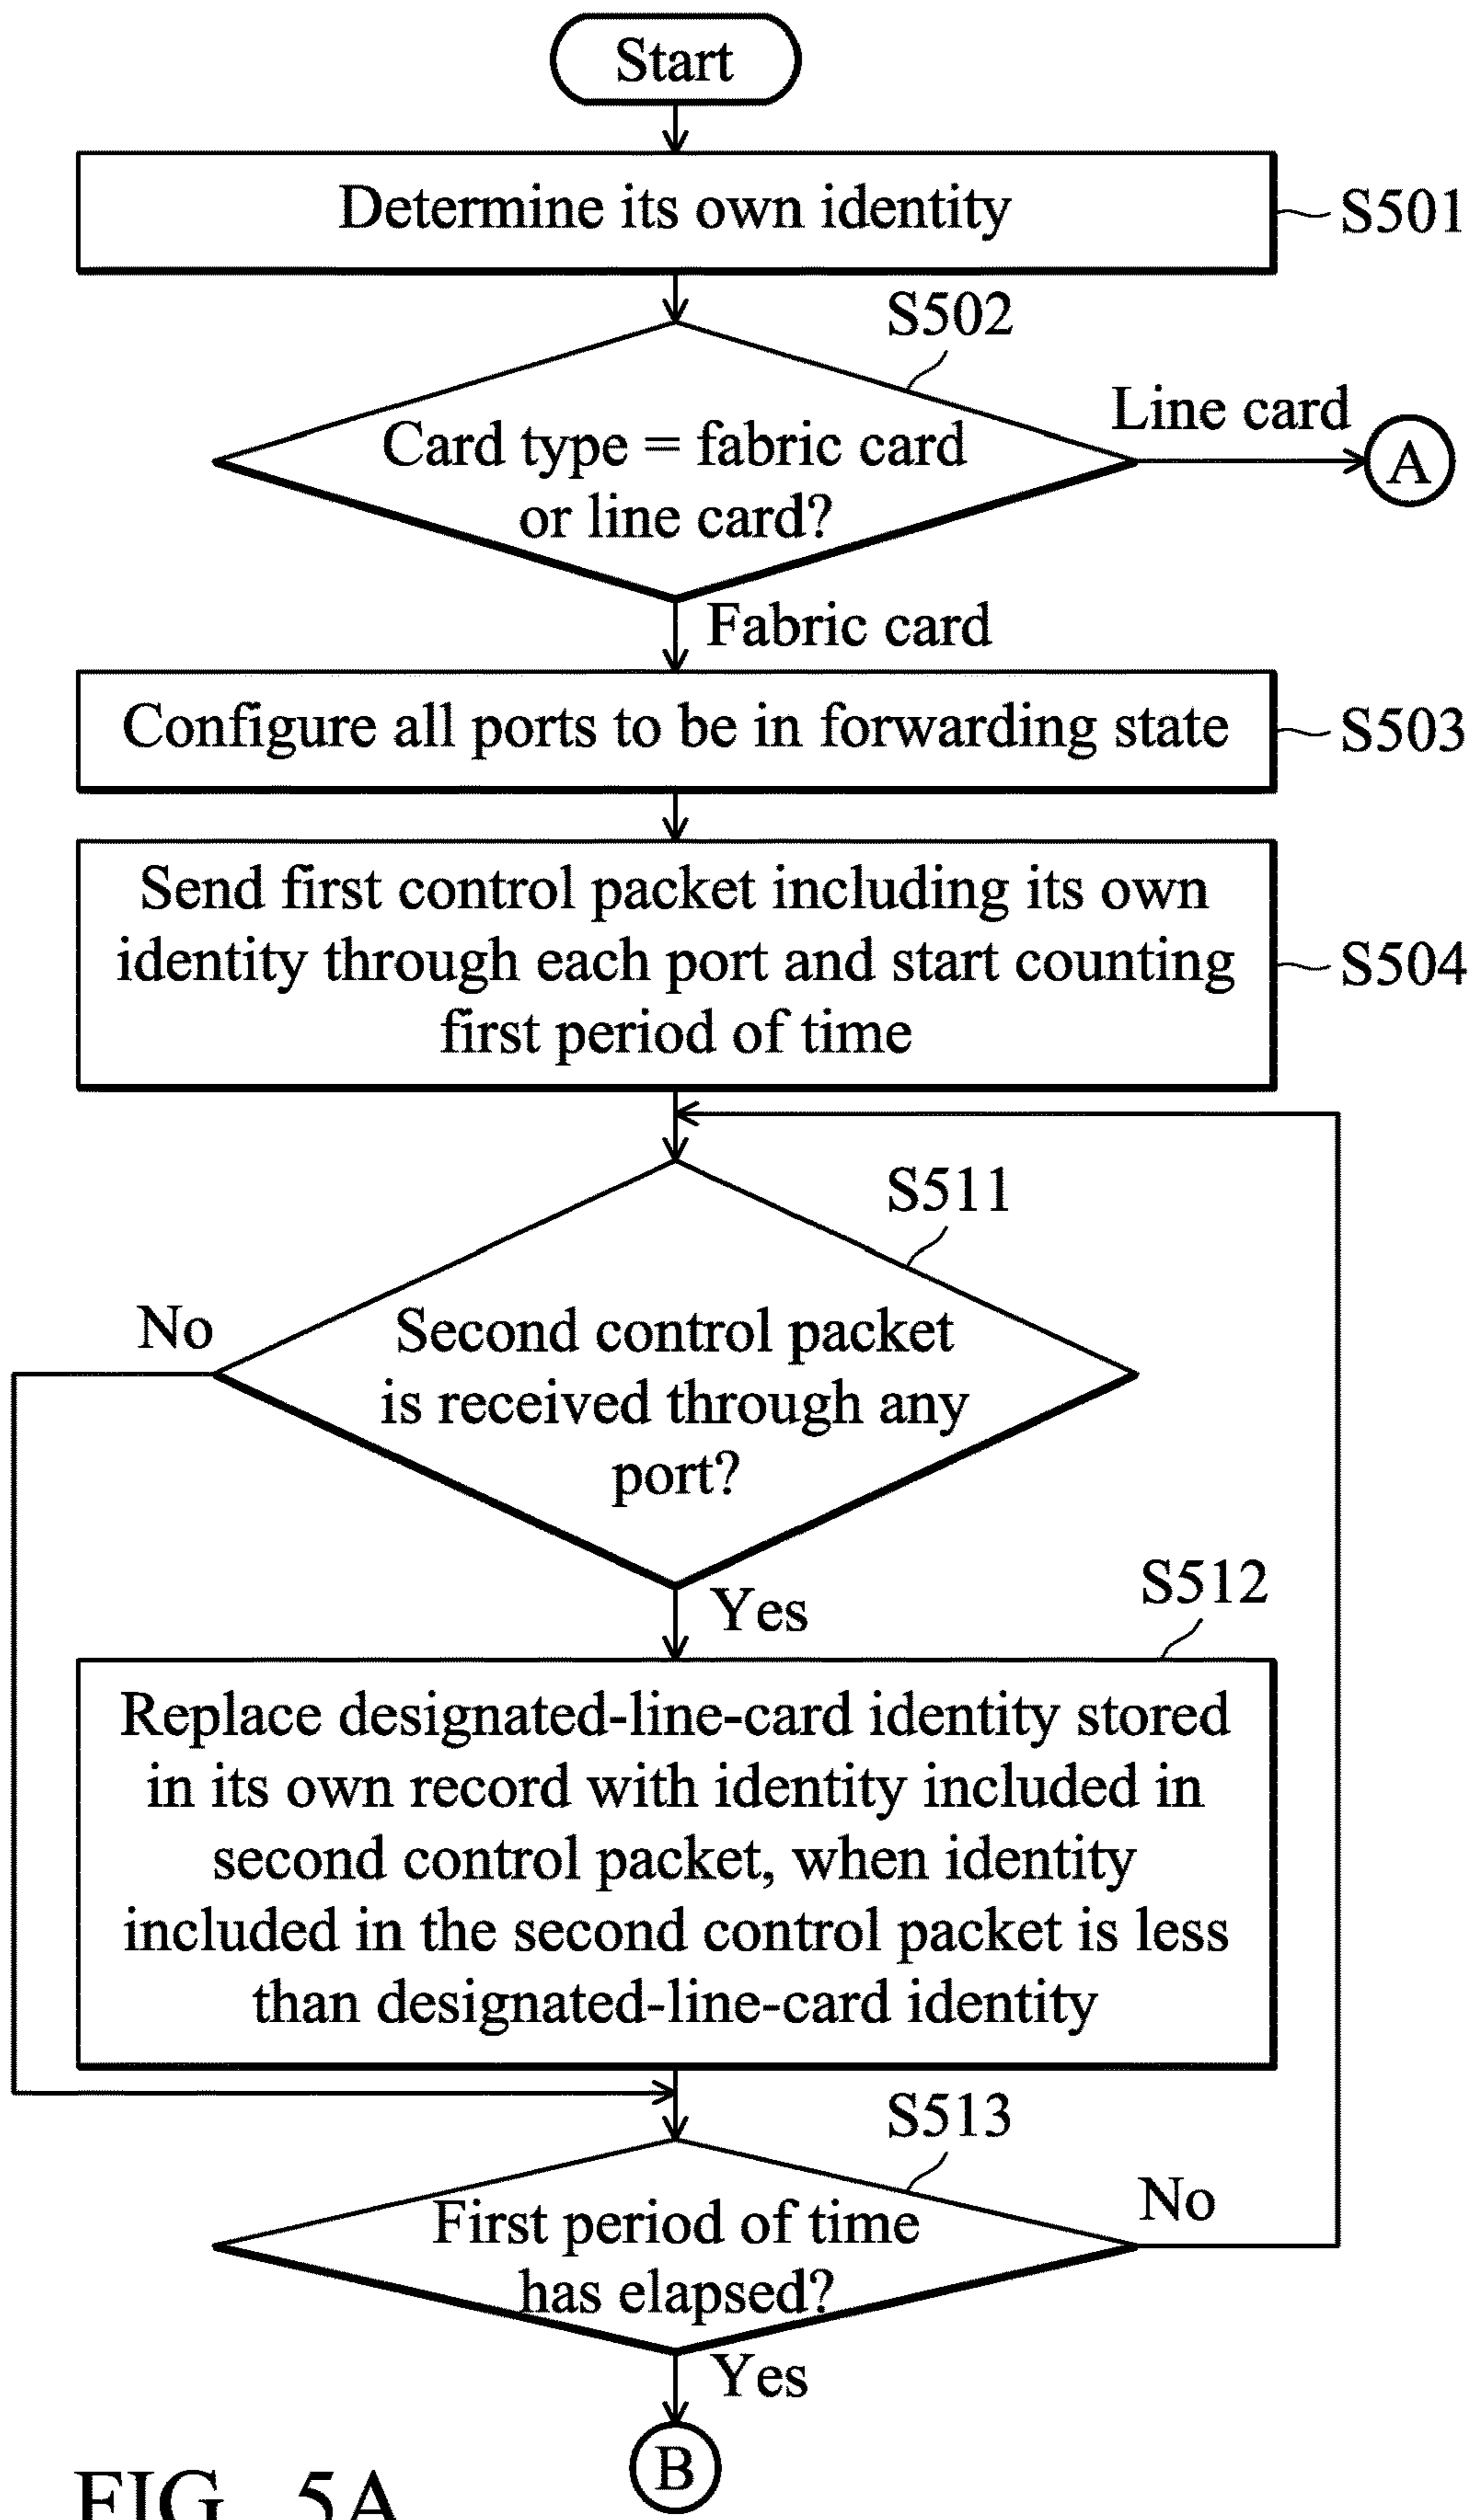 Start
Determine its own identity
S501
S502
Card type = fabric card
or line card?
Line card
A
Fabric card
Configure all ports to be in forwarding state
S503
Send first control packet including its own
identity through each port and start counting
first period of time
S504
S511
Second control packet
is received through any
port?
No
Yes
S512
Replace designated-line-card identity stored
in its own record with identity included in
second control packet, when identity
included in the second control packet is less
than designated-line-card identity
S513
First period of time
has elapsed?
No
Yes
B
FIG. 5A